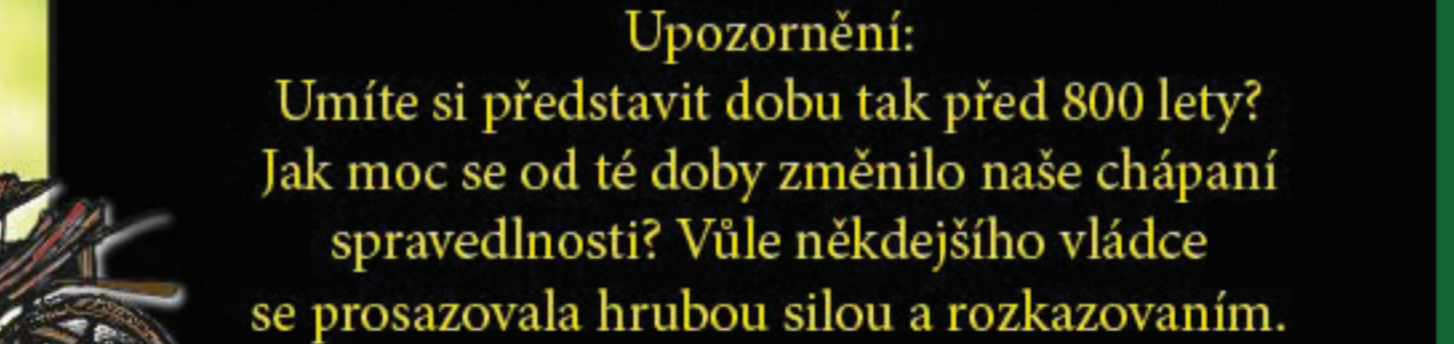 Upozornění:
Umíte si představit dobu tak před 800 lety?
Jak moc se od té doby změnilo naše chápaní
spravedlnosti? Vůle někdejšího vládce
se prosazovala hrubou silou a rozkazovaním.